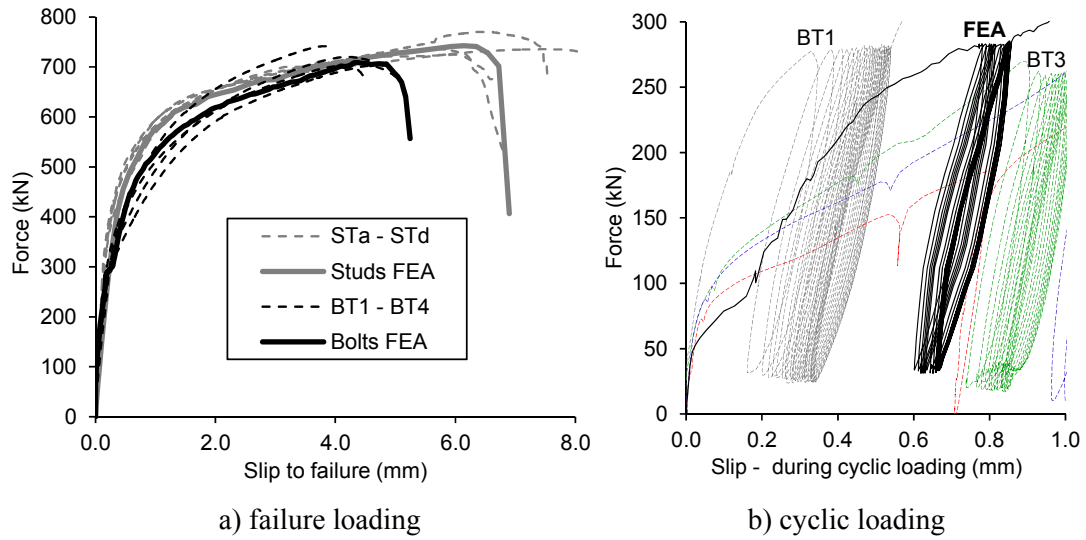 800
700
600
500
400
300
200
100
0
Force (kN)
STa - STd
Studs FEA
BT1 - BT4
Bolts FEA
0.0 2.0 4.0 6.0 8.0
Slip to failure (mm)
a) failure loading
300
250
200
150
100
50
0
Force (kN)
BT1
FEA
BT3
0.0 0.2 0.4 0.6 0.8 1.0
Slip - during cyclic loading (mm)
b) cyclic loading